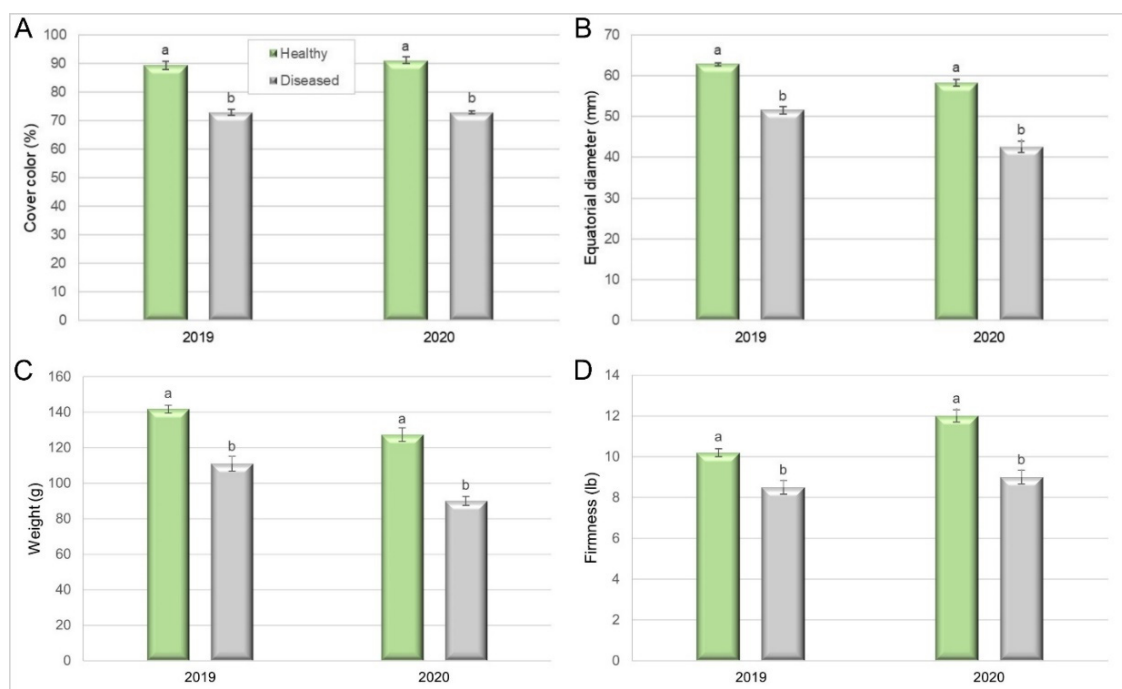 A
Cover color (%)
100
90
80
70
60
50
40
30
20
10
0
Healthy
Diseased
a
b
a
b
2019
2020
B
Equatorial diameter (mm)
70
60
50
40
30
20
10
0
a
b
a
b
2019
2020
C
Weight (g)
160
140
120
100
80
60
40
20
0
a
b
a
b
2019
2020
D
Firmness (lb)
14
12
10
8
6
4
2
0
a
b
a
b
2019
2020